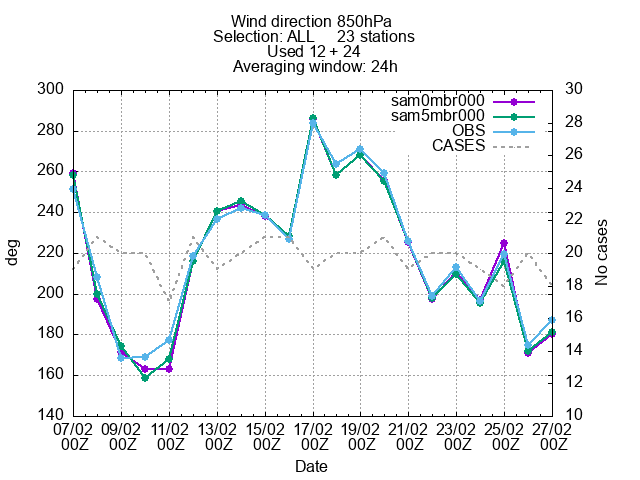 Wind direction 850hPa
Selection: ALL 23 stations
Used 12 + 24
Averaging window: 24h
sam0mbr000
sam5mbr000
OBS
CASES
300
280
260
240
220
200
180
160
140
deg
30
28
26
24
22
20
18
16
14
12
10
No cases
07/02 09/02 11/02 13/02 15/02 17/02 19/02 21/02 23/02 25/02 27/02
00Z 00Z 00Z 00Z 00Z 00Z 00Z 00Z 00Z 00Z 00Z
Date